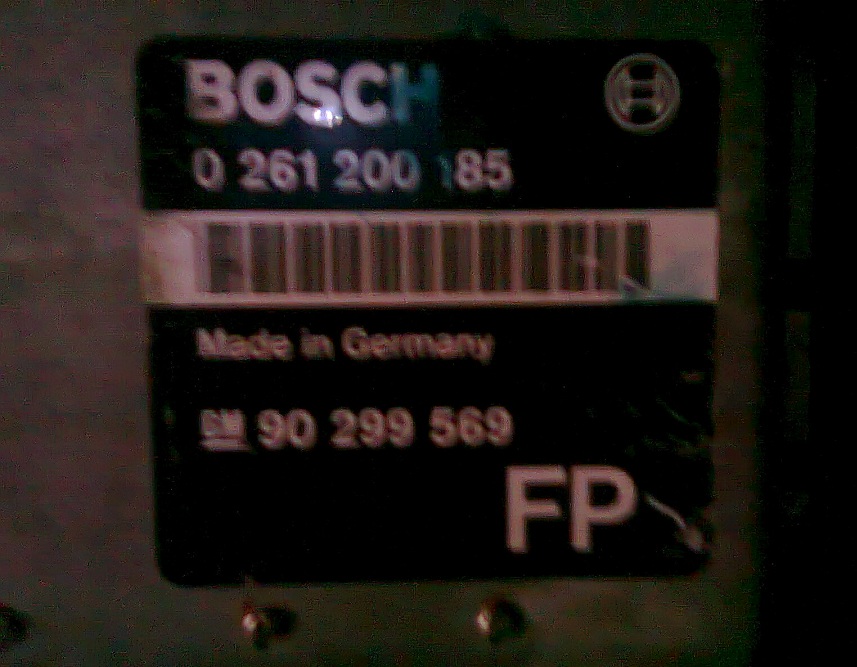 BOSCH
0 261 200 185
Made in Germany
GM 90 299 569
FP